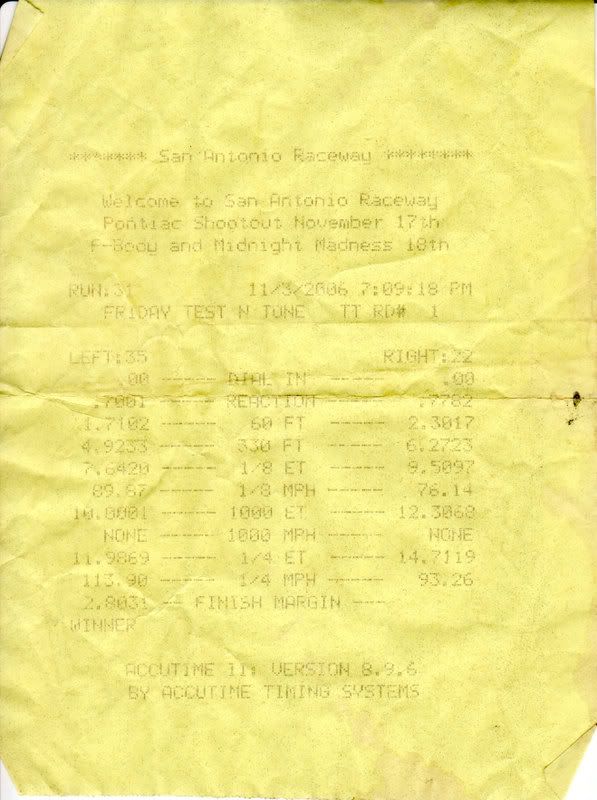 ******* San Antonio Raceway ********
Welcome to San Antonio Raceway
Pontiac Shootout November 17th
F-Body and Midnight Madness 18th
RUN:31 11/3/2006 7:09:18 PM
FRIDAY TEST N TUNE TT RD# 1
LEFT:35 RIGHT:22
.00 ----- DIAL IN ----- .00
.7001 ----- REACTION ----- .7782
1.7102 ----- 60 FT ----- 2.3017
4.9233 ----- 330 FT ----- 6.2723
7.6420 ----- 1/8 ET ----- 9.5097
89.67 ----- 1/8 MPH ----- 76.14
10.0001 ----- 1000 ET ----- 12.3068
NONE ----- 1000 MPH ----- NONE
11.9869 ----- 1/4 ET ----- 14.7119
113.90 ----- 1/4 MPH ----- 93.26
2.8031 -- FINISH MARGIN ---
WINNER
ACCUTIME II: VERSION 8.9.6
BY ACCUTIME TIMING SYSTEMS